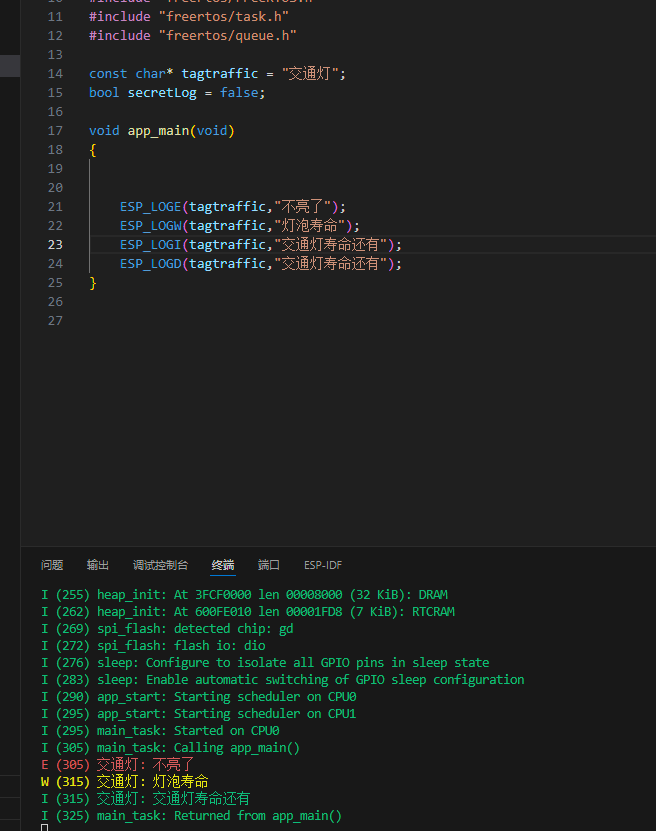 11 #include "freertos/task.h"
12 #include "freertos/queue.h"
13
14 const char* tagtraffic = "交通灯";
15 bool secretLog = false;
16
17 void app_main(void)
18 {
19
20
21 ESP_LOGE(tagtraffic,"不亮了");
22 ESP_LOGW(tagtraffic,"灯泡寿命");
23 ESP_LOGI(tagtraffic,"交通灯寿命还有");
24 ESP_LOGD(tagtraffic,"交通灯寿命还有");
25 }
26
27
问题 输出 调试控制台 终端 端口 ESP-IDF
I (255) heap_init: At 3FCF0000 len 00008000 (32 KiB): DRAM
I (262) heap_init: At 600FE010 len 00001FD8 (7 KiB): RTCRAM
I (269) spi_flash: detected chip: gd
I (272) spi_flash: flash io: dio
I (276) sleep: Configure to isolate all GPIO pins in sleep state
I (283) sleep: Enable automatic switching of GPIO sleep configuration
I (290) app_start: Starting scheduler on CPU0
I (295) app_start: Starting scheduler on CPU1
I (295) main_task: Started on CPU0
I (305) main_task: Calling app_main()
E (305) 交通灯: 不亮了
W (315) 交通灯: 灯泡寿命
I (315) 交通灯: 交通灯寿命还有
I (325) main_task: Returned from app_main()